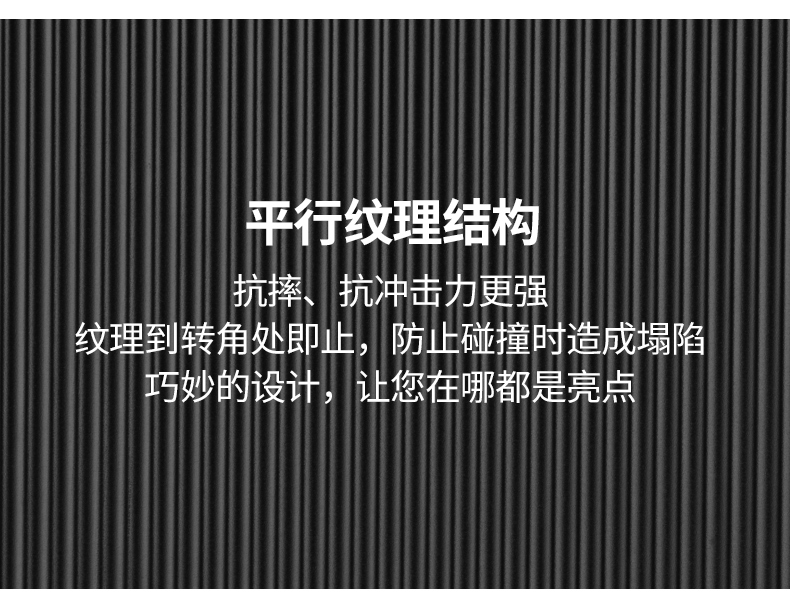 平行纹理结构
抗摔、抗冲击力更强
纹理到转角处即止，防止碰撞时造成塌陷
巧妙的设计，让您在哪都是亮点